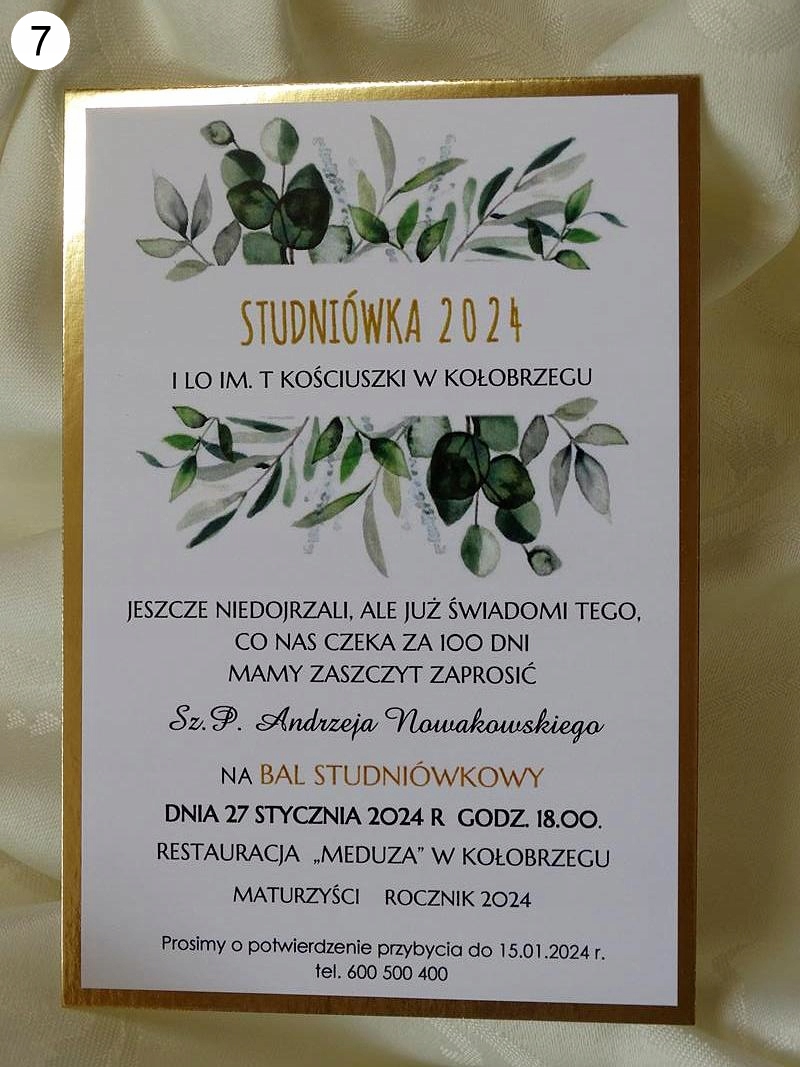 7
STUDNIÓWKA 2024
I LO IM. T KOŚCIUSZKI W KOŁOBRZEGU
JESZCZE NIEDOJRZALI, ALE JUŻ ŚWIADOMI TEGO,
CO NAS CZEKA ZA 100 DNI
MAMY ZASZCZYT ZAPROSIĆ
Sz.P. Andrzeja Nowakowskiego
NA BAL STUDNIÓWKOWY
DNIA 27 STYCZNIA 2024 R GODZ. 18.00.
RESTAURACJA „MEDUZA” W KOŁOBRZEGU
MATURZYŚCI ROCZNIK 2024
Prosimy o potwierdzenie przybycia do 15.01.2024 r.
tel. 600 500 400